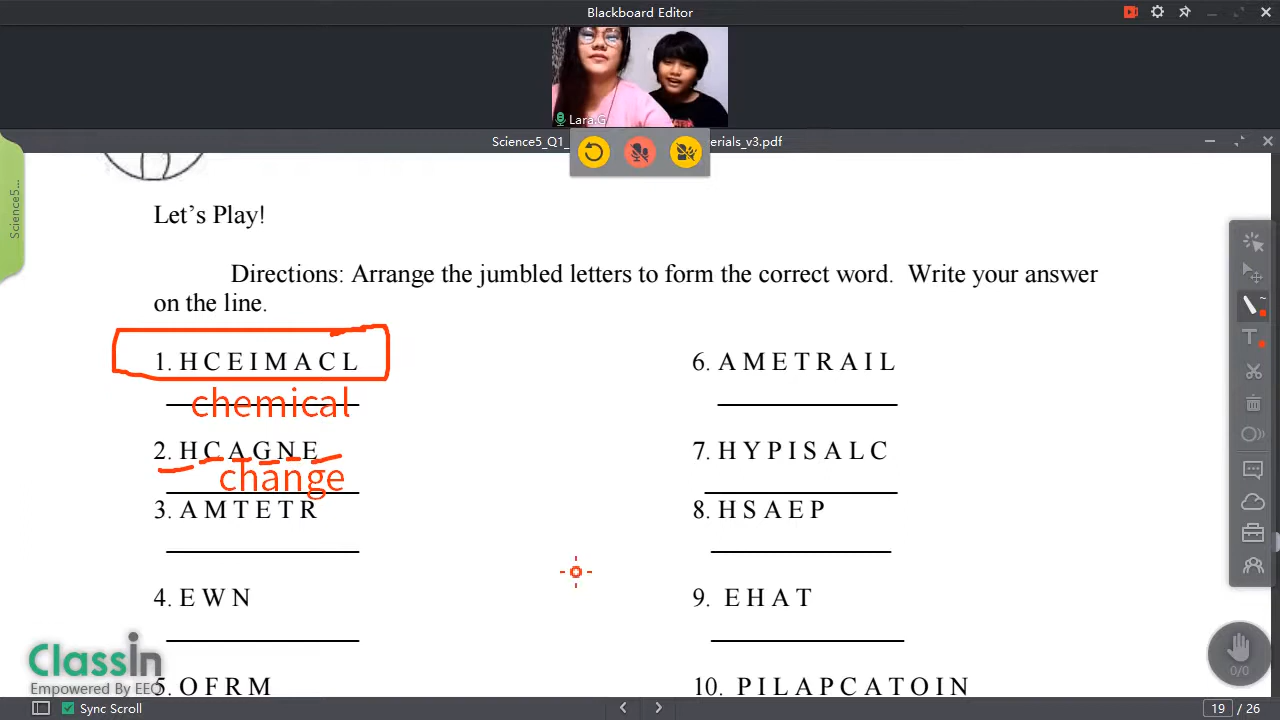 Blackboard Editor
Lara.G
Science5_Q1_ erials_v3.pdf
Science5...
Let's Play!
Directions: Arrange the jumbled letters to form the correct word. Write your answer
on the line.
1. H C E I M A C L
chemical
2. H C A G N E
change
3. A M T E T R
4. E W N
5. O F R M
6. A M E T R A I L
7. H Y P I S A L C
8. H S A E P
9. E H A T
10. P I L A P C A T O I N
T
0/0
ClassIn
Empowered By EEO
Sync Scroll
19 / 26